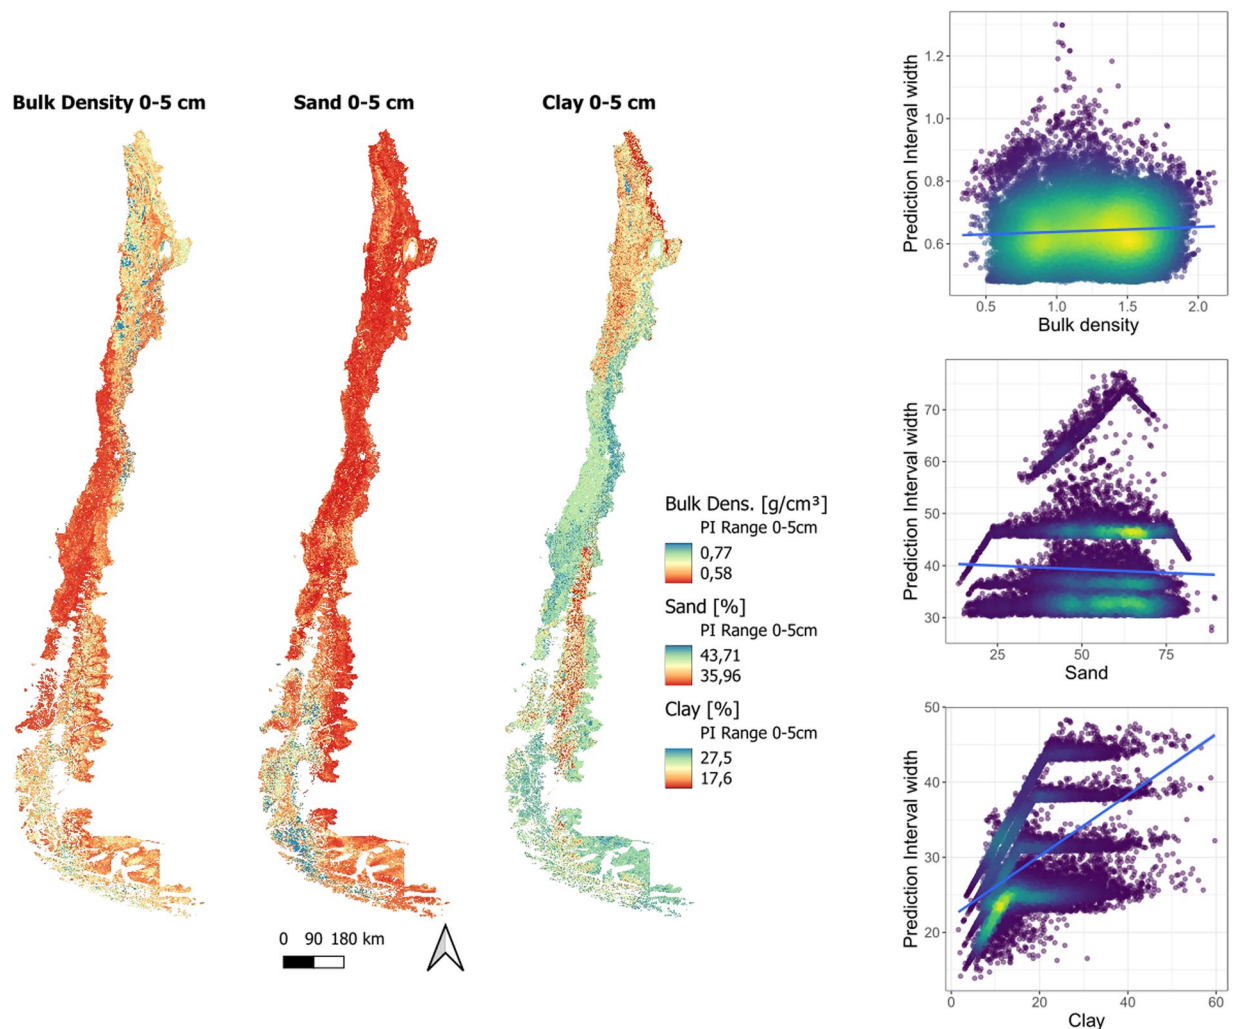 Bulk Density 0-5 cm
Sand 0-5 cm
Clay 0-5 cm
Bulk Dens. [g/cm³]
PI Range 0-5cm
0,77
0,58
Sand [%]
PI Range 0-5cm
43,71
35,96
Clay [%]
PI Range 0-5cm
27,5
17,6
0 90 180 km
Prediction Interval width
1.2
1.0
0.8
0.6
0.5 1.0 1.5 2.0
Bulk density
Prediction Interval width
70
60
50
40
30
25 50 75
Sand
Prediction Interval width
50
40
30
20
0 20 40 60
Clay